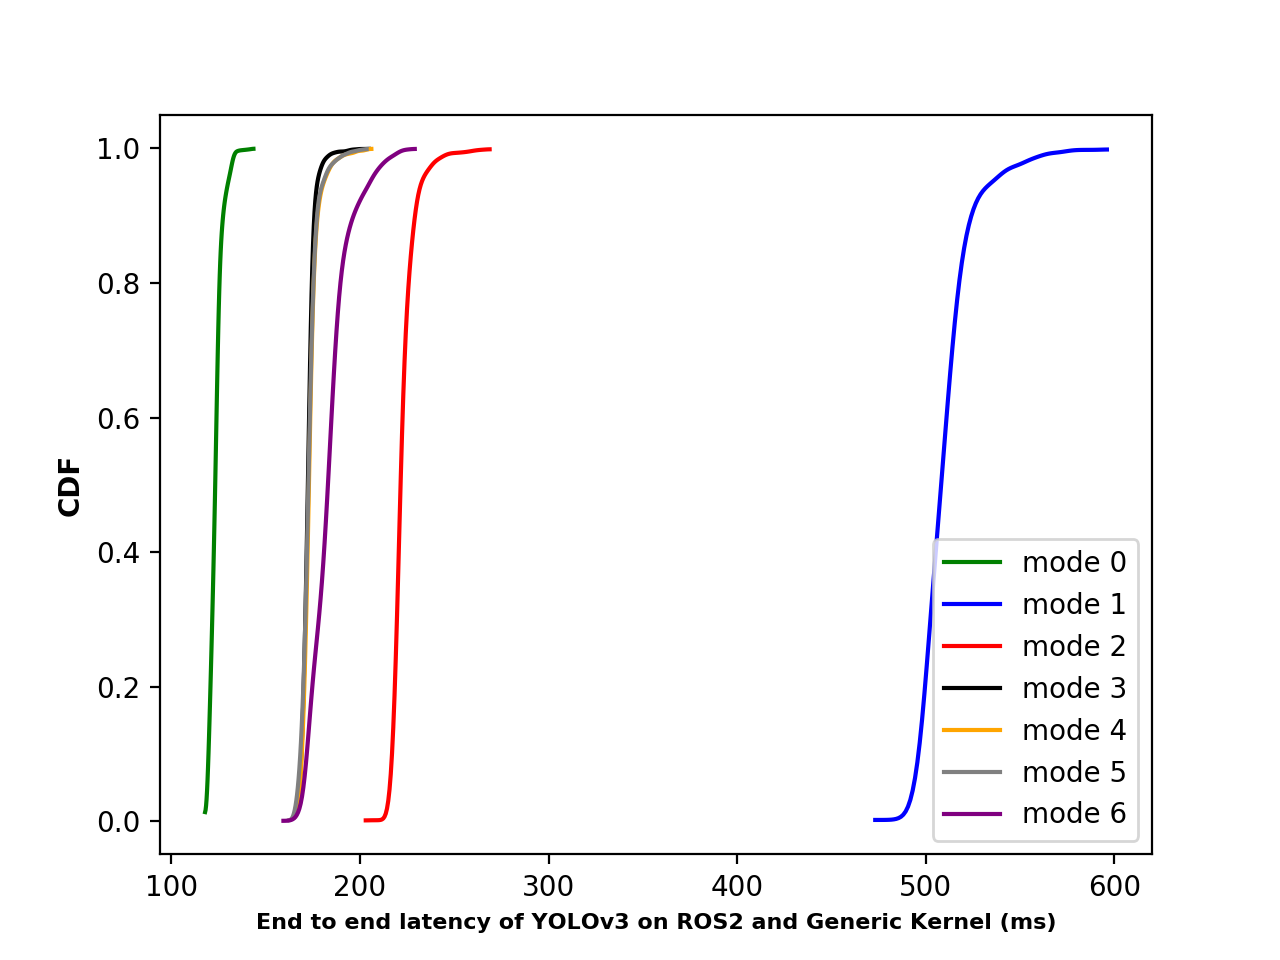 1.0
0.8
0.6
0.4
0.2
0.0
CDF
mode 0
mode 1
mode 2
mode 3
mode 4
mode 5
mode 6
100 200 300 400 500 600
End to end latency of YOLOv3 on ROS2 and Generic Kernel (ms)